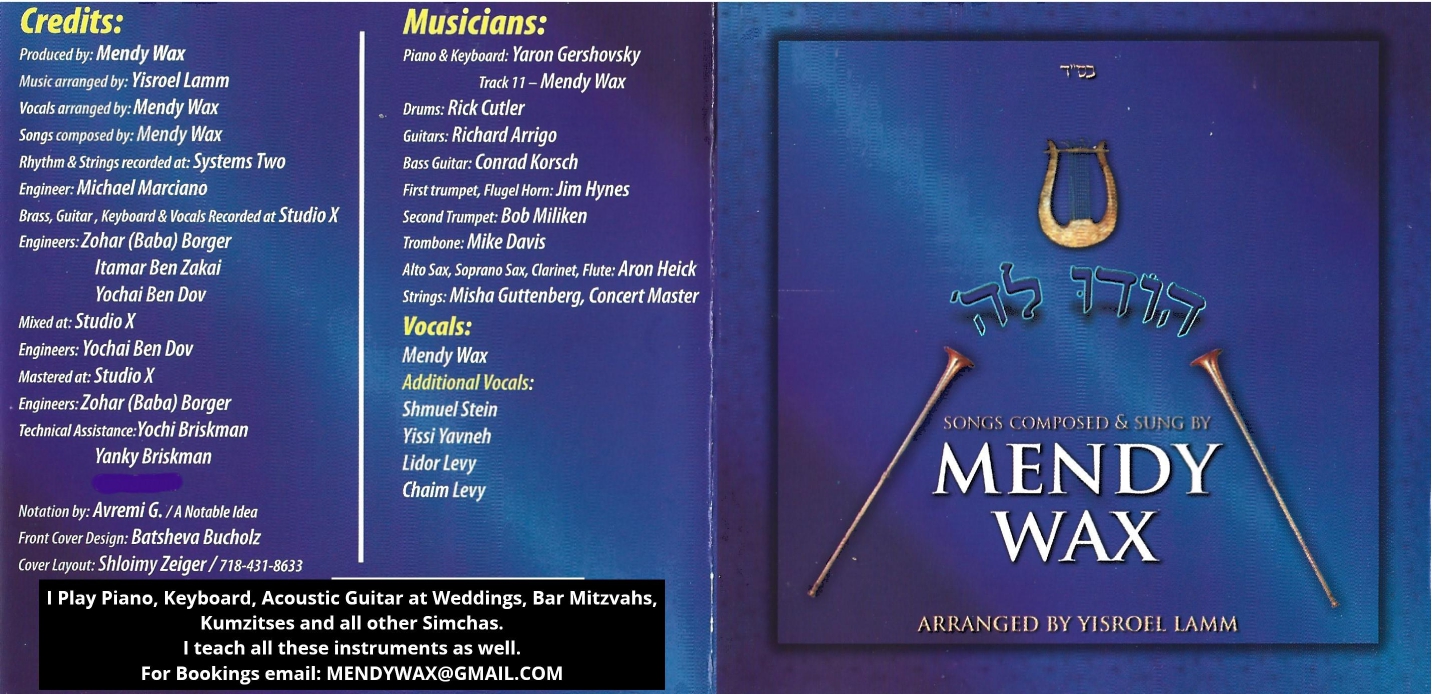 Credits:
Produced by: Mendy Wax
Music arranged by: Yisroel Lamm
Vocals arranged by: Mendy Wax
Songs composed by: Mendy Wax
Rhythm & Strings recorded at: Systems Two
Engineer: Michael Marciano
Brass, Guitar , Keyboard & Vocals Recorded at Studio X
Engineers: Zohar (Baba) Borger
Itamar Ben Zakai
Yochai Ben Dov
Mixed at: Studio X
Engineers: Yochai Ben Dov
Mastered at: Studio X
Engineers: Zohar (Baba) Borger
Technical Assistance:Yochi Briskman
Yanky Briskman
Notation by: Avremi G. / A Notable Idea
Front Cover Design: Batsheva Bucholz
Cover Layout: Shloimy Zeiger / 718-431-8633
Musicians:
Piano & Keyboard: Yaron Gershovsky
Track 11 – Mendy Wax
Drums: Rick Cutler
Guitars: Richard Arrigo
Bass Guitar: Conrad Korsch
First trumpet, Flugel Horn: Jim Hynes
Second Trumpet: Bob Miliken
Trombone: Mike Davis
Alto Sax, Soprano Sax, Clarinet, Flute: Aron Heick
Strings: Misha Guttenberg, Concert Master
Vocals:
Mendy Wax
Additional Vocals:
Shmuel Stein
Yissi Yavneh
Lidor Levy
Chaim Levy
I Play Piano, Keyboard, Acoustic Guitar at Weddings, Bar Mitzvahs,
Kumzitses and all other Simchas.
I teach all these instruments as well.
For Bookings email: MENDYWAX@GMAIL.COM
בס״ד
הודו לה׳
SONGS COMPOSED & SUNG BY
MENDY
WAX
ARRANGED BY YISROEL LAMM